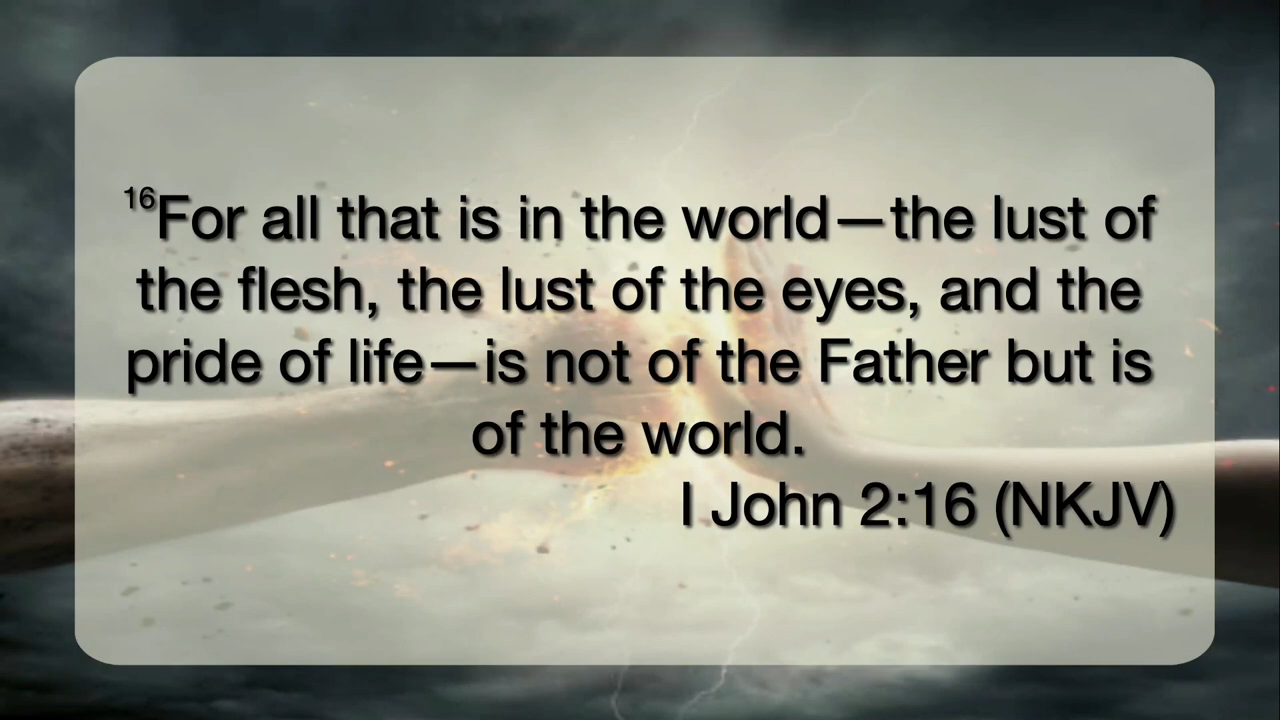 16For all that is in the world—the lust of
the flesh, the lust of the eyes, and the
pride of life—is not of the Father but is
of the world.
I John 2:16 (NKJV)